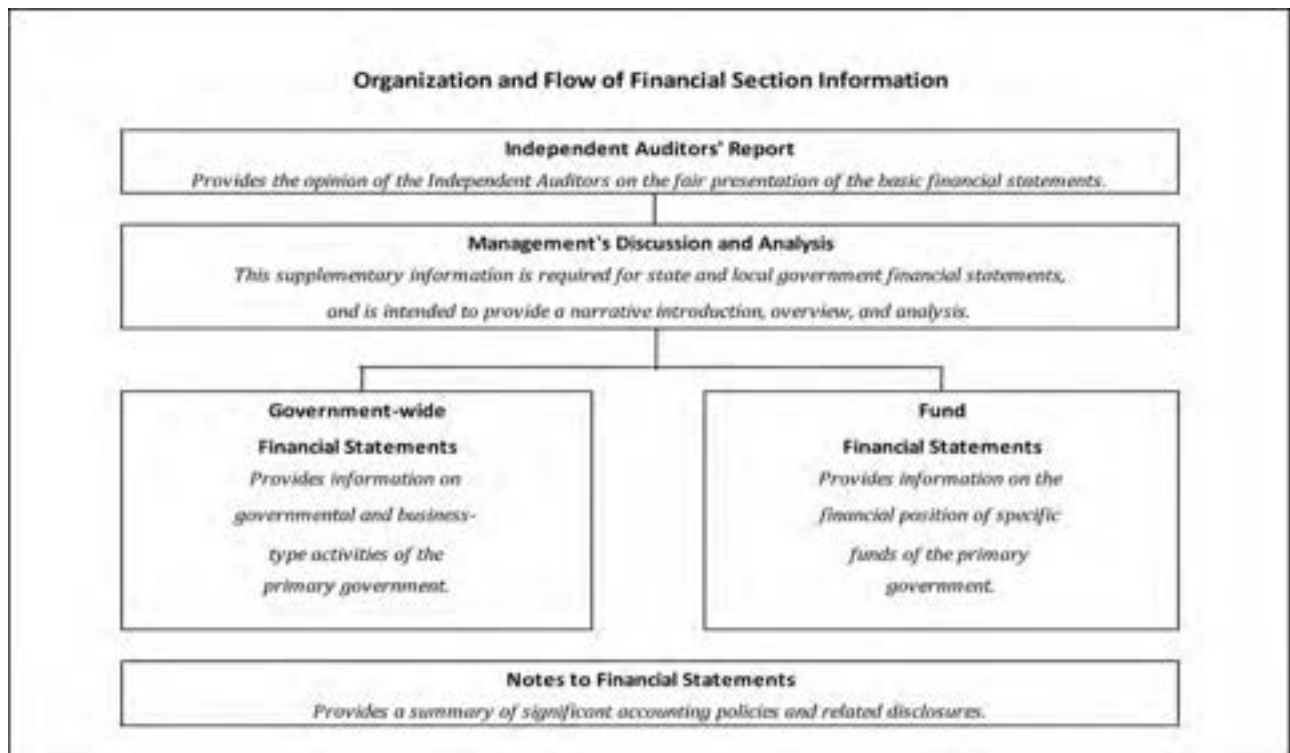 Organization and Flow of Financial Section Information
Independent Auditors' Report
Provides the opinion of the Independent Auditors on the fair presentation of the basic financial statements.
Management's Discussion and Analysis
This supplementary information is required for state and local government financial statements,
and is intended to provide a narrative introduction, overview, and analysis.
Government-wide
Financial Statements
Provides information on
governmental and business-
type activities of the
primary government.
Fund
Financial Statements
Provides information on the
financial position of specific
funds of the primary
government.
Notes to Financial Statements
Provides a summary of significant accounting policies and related disclosures.